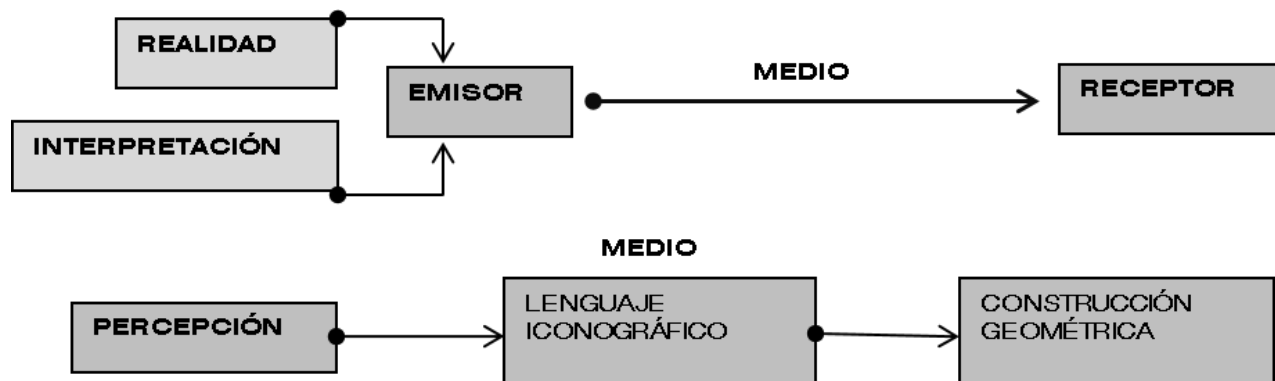 REALIDAD
EMISOR
MEDIO
RECEPTOR
INTERPRETACIÓN
MEDIO
PERCEPCIÓN
LENGUAJE
ICONOGRÁFICO
CONSTRUCCIÓN
GEOMÉTRICA